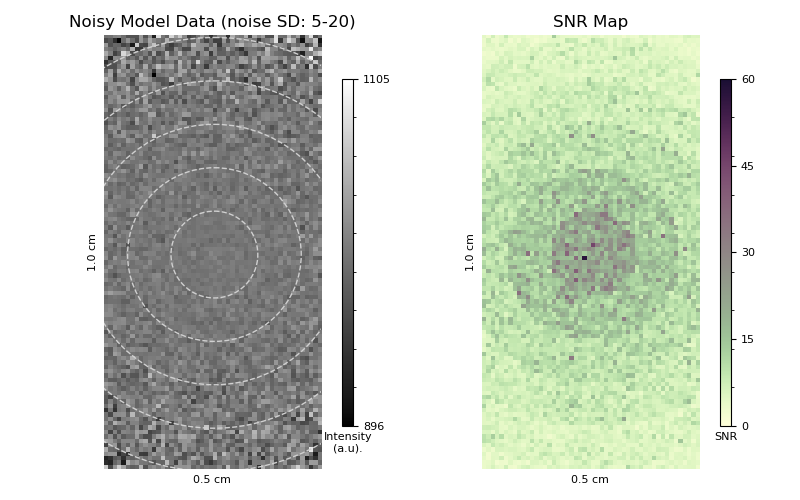 Noisy Model Data (noise SD: 5-20)
1.0 cm
0.5 cm
1105
896
Intensity
(a.u).
SNR Map
1.0 cm
0.5 cm
60
45
30
15
0
SNR